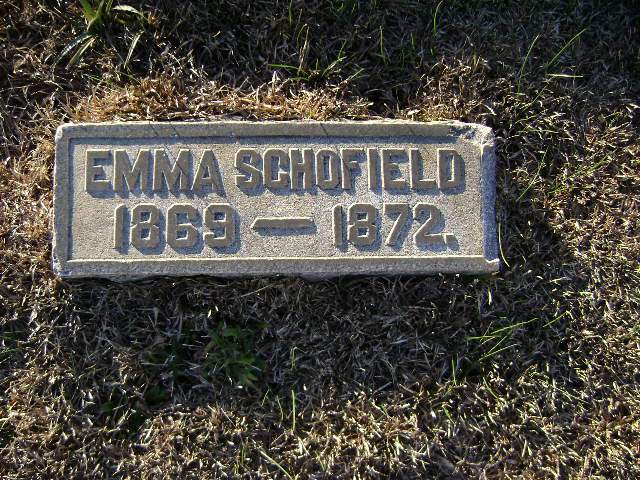 EMMA SCHOFIELD
1869 — 1872.